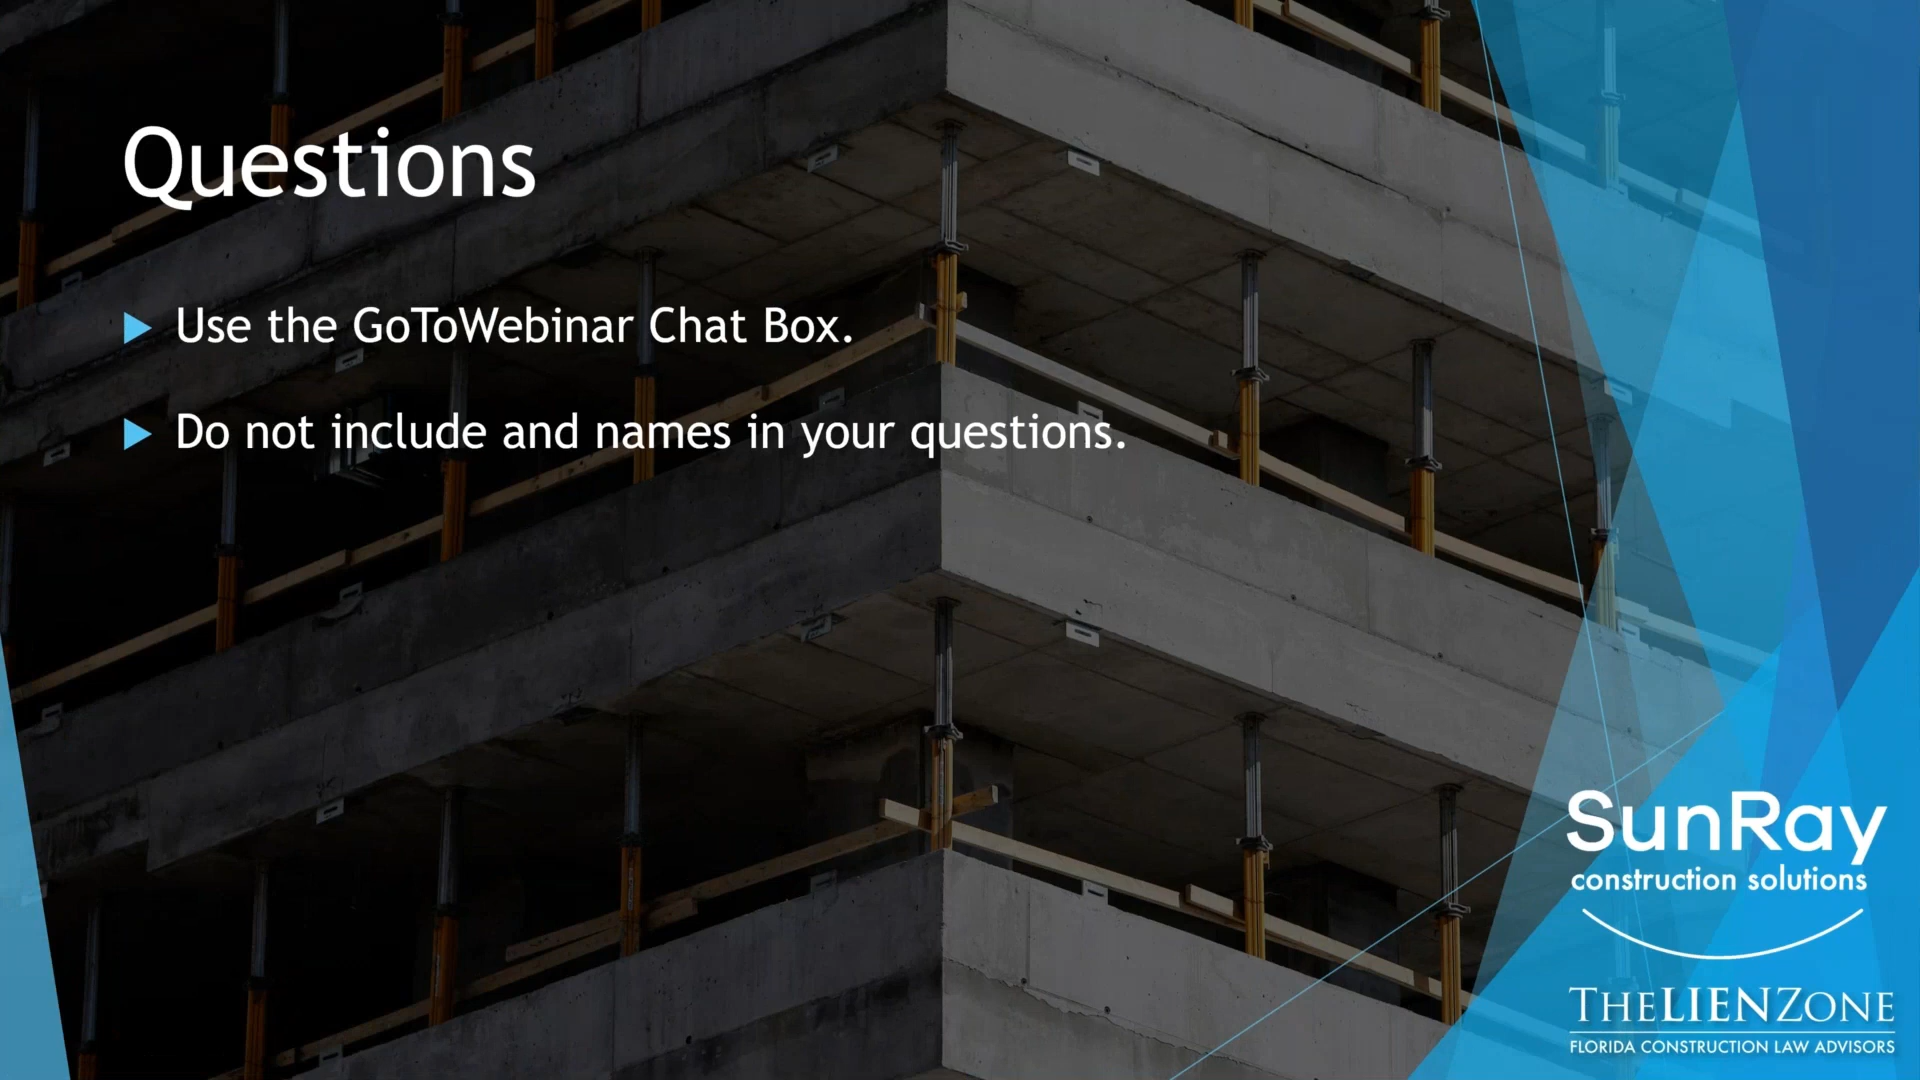 Questions
Use the GoToWebinar Chat Box.
Do not include and names in your questions.
SunRay
construction solutions
THELIENZONE
FLORIDA CONSTRUCTION LAW ADVISORS